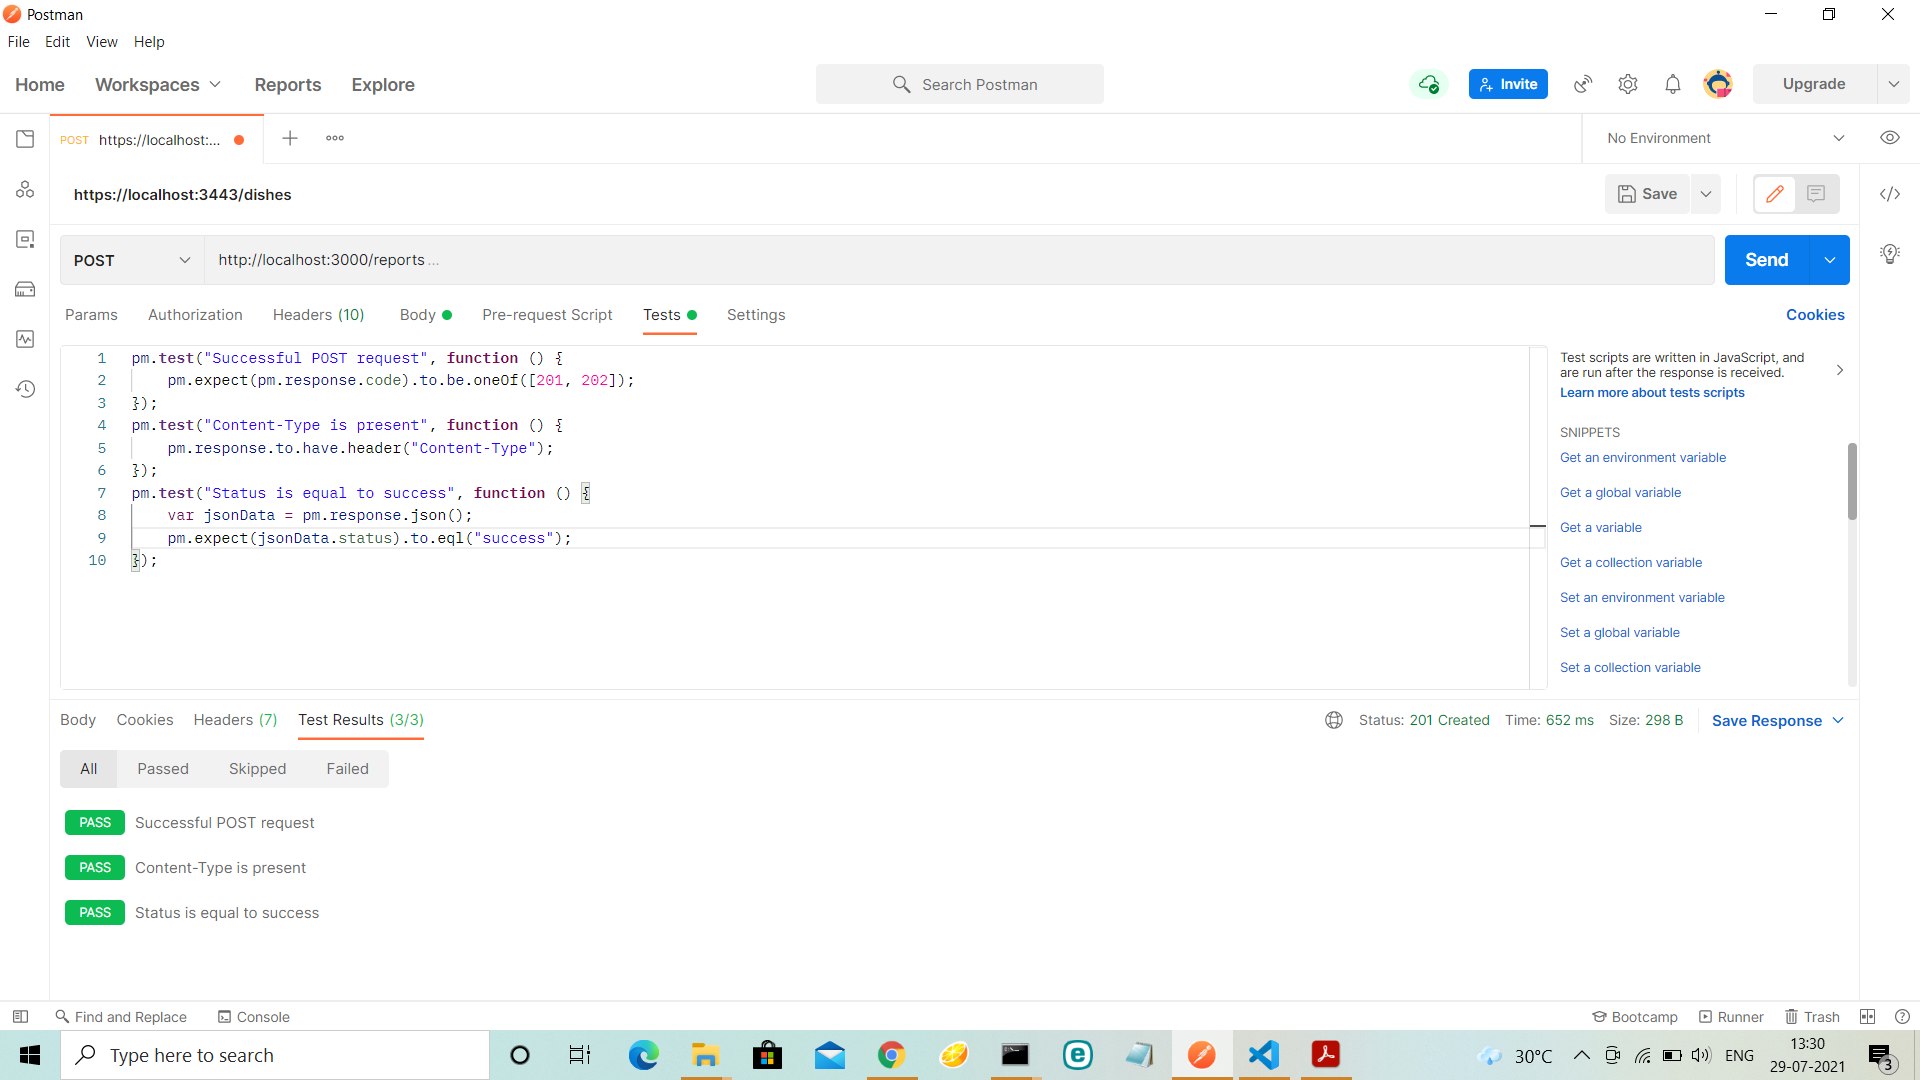 Postman
File Edit View Help
Home Workspaces Reports Explore Search Postman Invite Upgrade
POST https://localhost:... No Environment
https://localhost:3443/dishes Save
POST http://localhost:3000/reports ... Send
Params Authorization Headers (10) Body Pre-request Script Tests Settings Cookies
1 pm.test("Successful POST request", function () {
2 pm.expect(pm.response.code).to.be.oneOf([201, 202]);
3 });
4 pm.test("Content-Type is present", function () {
5 pm.response.to.have.header("Content-Type");
6 });
7 pm.test("Status is equal to success", function () {
8 var jsonData = pm.response.json();
9 pm.expect(jsonData.status).to.eql("success");
10 });
Test scripts are written in JavaScript, and
are run after the response is received.
Learn more about tests scripts
SNIPPETS
Get an environment variable
Get a global variable
Get a variable
Get a collection variable
Set an environment variable
Set a global variable
Set a collection variable
Body Cookies Headers (7) Test Results (3/3) Status: 201 Created Time: 652 ms Size: 298 B Save Response
All Passed Skipped Failed
PASS Successful POST request
PASS Content-Type is present
PASS Status is equal to success
Find and Replace Console Bootcamp Runner Trash
Type here to search 30°C ENG 13:30
29-07-2021 3